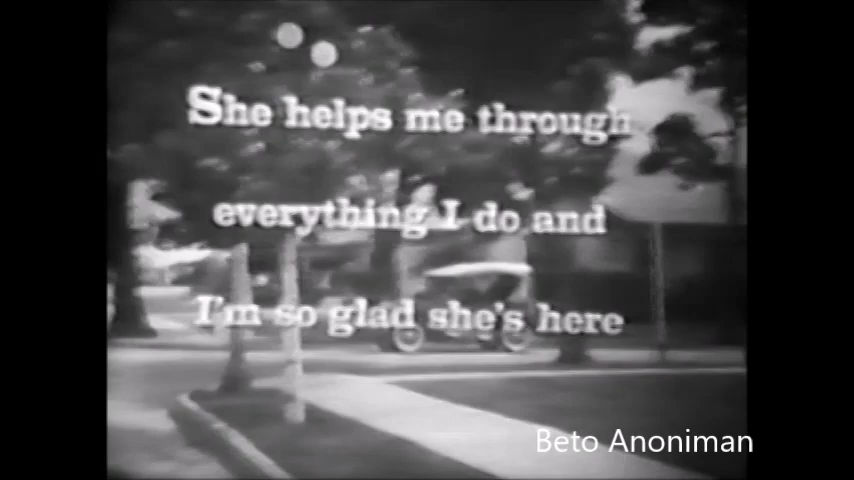 She helps me through
everything I do and
I'm so glad she's here
Beto Anoniman